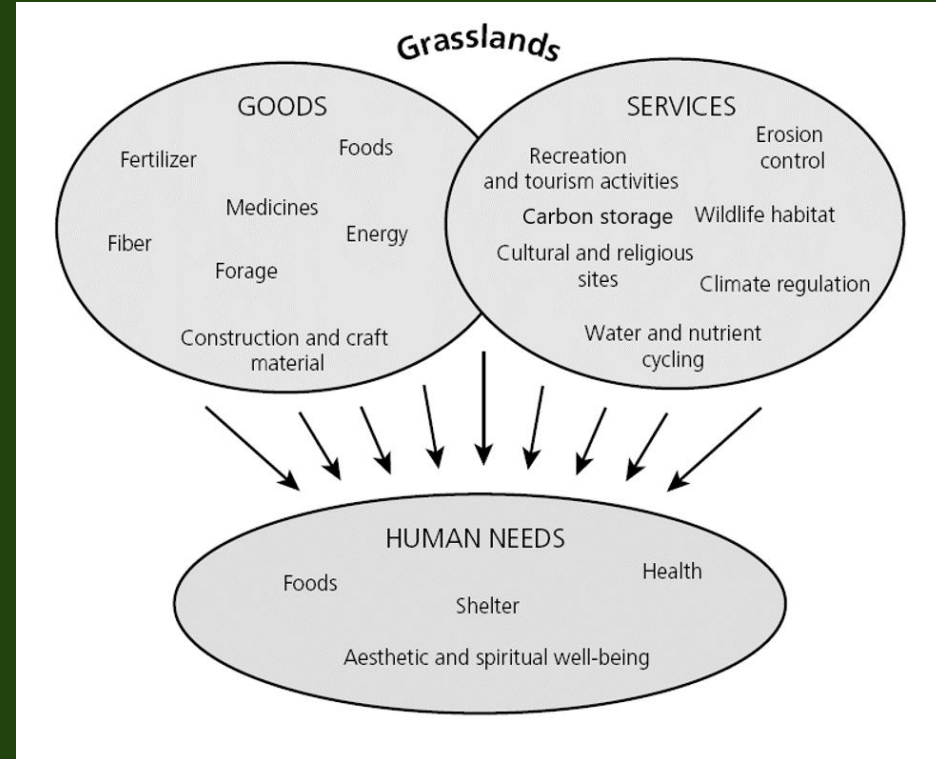 Grasslands
GOODS
Fertilizer
Foods
Medicines
Fiber
Energy
Forage
Construction and craft
material
SERVICES
Erosion
control
Recreation
and tourism activities
Carbon storage
Wildlife habitat
Cultural and religious
sites
Climate regulation
Water and nutrient
cycling
HUMAN NEEDS
Foods
Health
Shelter
Aesthetic and spiritual well-being